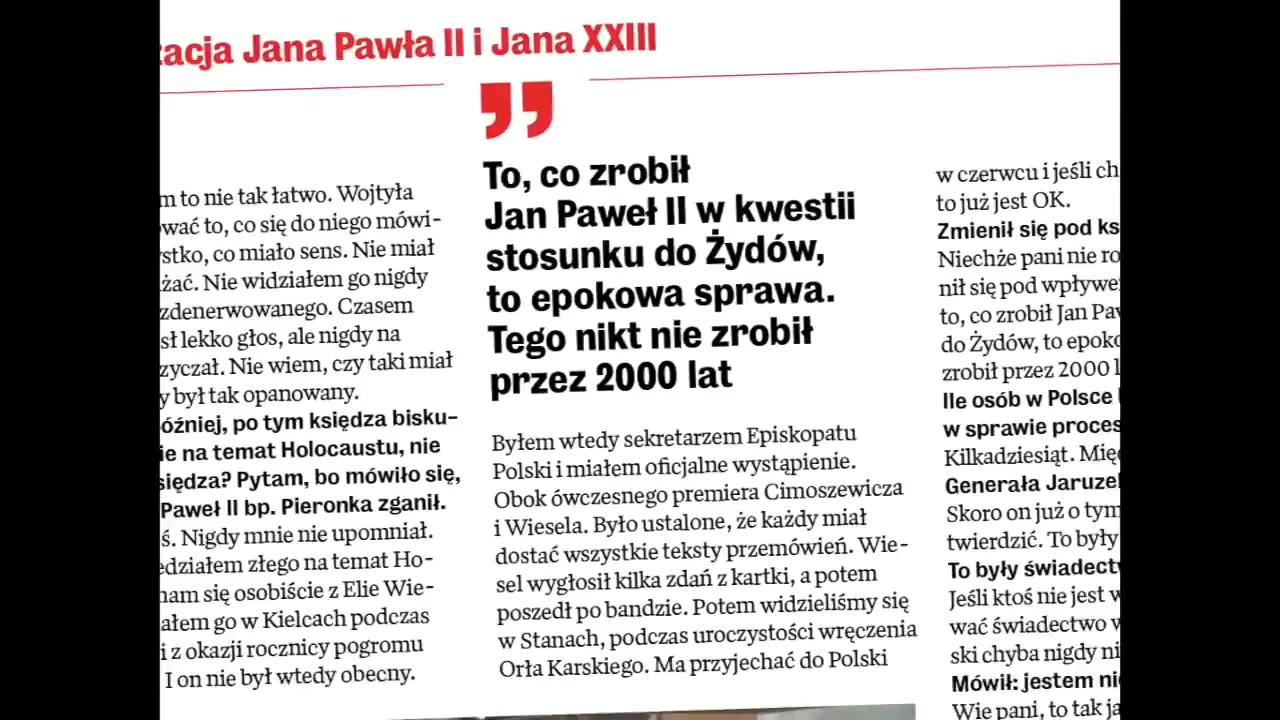 acja Jana Pawła II i Jana XXIII
m to nie tak łatwo. Wojtyła
wać to, co się do niego mówi-
stko, co miało sens. Nie miał
żać. Nie widziałem go nigdy
zdenerwowanego. Czasem
sł lekko głos, ale nigdy na
zyczał. Nie wiem, czy taki miał
y był tak opanowany.
óźniej, po tym księdza bisku-
ie na temat Holocaustu, nie
siędza? Pytam, bo mówiło się,
Paweł II bp. Pieronka zganił.
ś. Nigdy mnie nie upomniał.
edziałem złego na temat Ho-
nam się osobiście z Elie Wie-
ałem go w Kielcach podczas
i z okazji rocznicy pogromu
I on nie był wtedy obecny.
”
To, co zrobił
Jan Paweł II w kwestii
stosunku do Żydów,
to epokowa sprawa.
Tego nikt nie zrobił
przez 2000 lat
Byłem wtedy sekretarzem Episkopatu
Polski i miałem oficjalne wystąpienie.
Obok ówczesnego premiera Cimoszewicza
i Wiesela. Było ustalone, że każdy miał
dostać wszystkie teksty przemówień. Wie-
sel wygłosił kilka zdań z kartki, a potem
poszedł po bandzie. Potem widzieliśmy się
w Stanach, podczas uroczystości wręczenia
Orła Karskiego. Ma przyjechać do Polski
w czerwcu i jeśli ch
to już jest OK.
Zmienił się pod ks
Niechże pani nie ro
nił się pod wpływe
to, co zrobił Jan Pav
do Żydów, to epoko
zrobił przez 2000 l
Ile osób w Polsce
w sprawie proces
Kilkadziesiąt. Mię
Generała Jaruzel
Skoro on już o tym
twierdzić. To były
To były świadect
Jeśli ktoś nie jest w
wać świadectwo w
ski chyba nigdy ni
Mówił: jestem nie
Wie pani, to tak ja